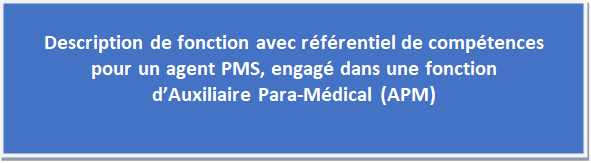 Description de fonction avec référentiel de compétences
pour un agent PMS, engagé dans une fonction
d’Auxiliaire Para-Médical (APM)